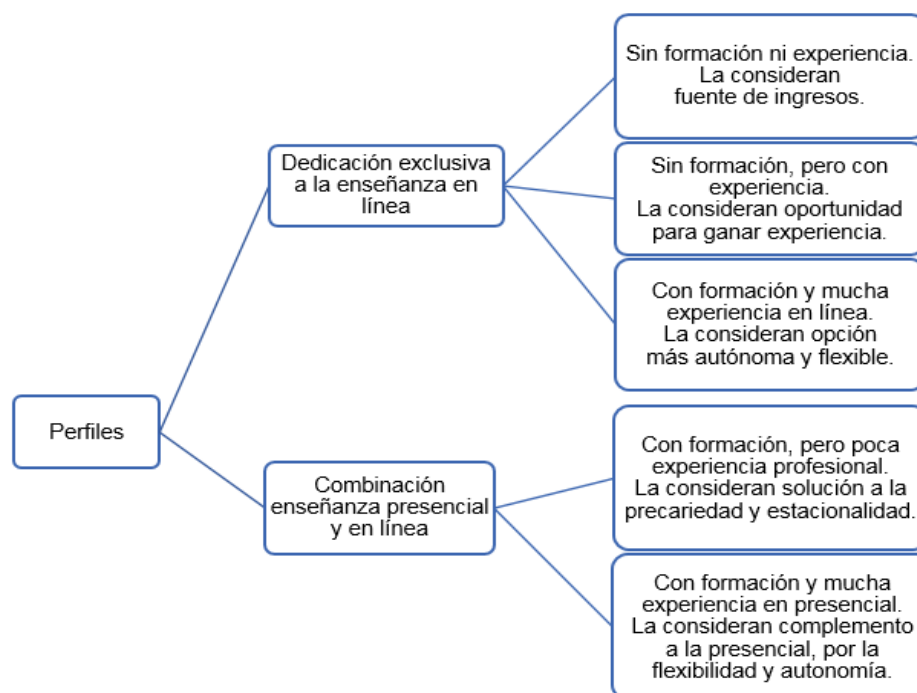 Perfiles
Dedicación exclusiva
a la enseñanza en
línea
Sin formación ni experiencia.
La consideran
fuente de ingresos.
Sin formación, pero con
experiencia.
La consideran oportunidad
para ganar experiencia.
Con formación y mucha
experiencia en línea.
La consideran opción
más autónoma y flexible.
Combinación
enseñanza presencial
y en línea
Con formación, pero poca
experiencia profesional.
La consideran solución a la
precariedad y estacionalidad.
Con formación y mucha
experiencia en presencial.
La consideran complemento
a la presencial, por la
flexibilidad y autonomía.